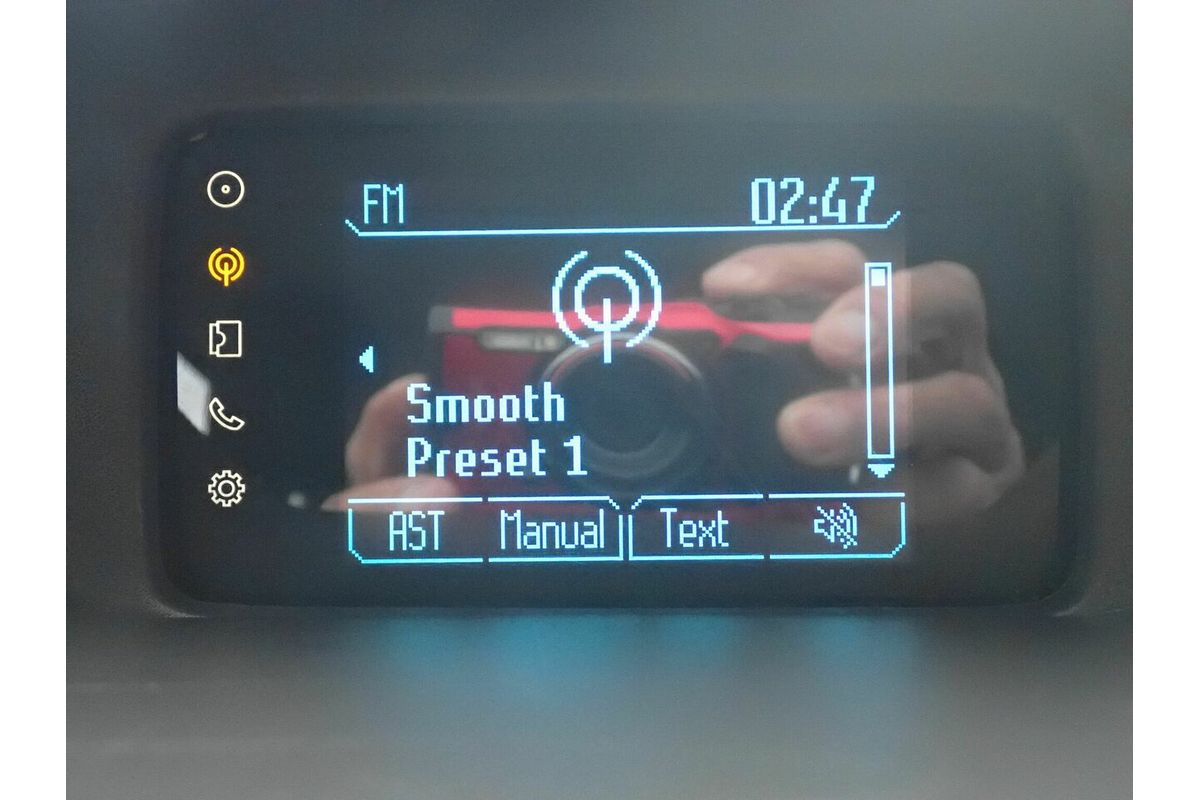 FM 02:47
Smooth
Preset 1
AST Manual Text